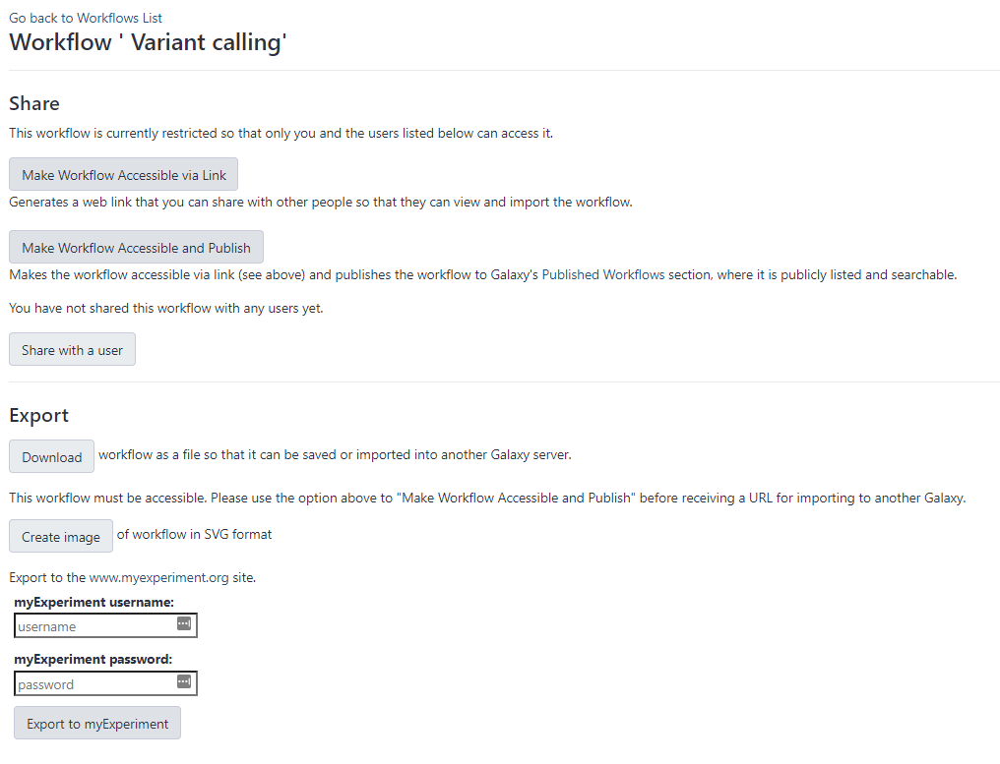 Go back to Workflows List
Workflow ' Variant calling'
Share
This workflow is currently restricted so that only you and the users listed below can access it.
Make Workflow Accessible via Link
Generates a web link that you can share with other people so that they can view and import the workflow.
Make Workflow Accessible and Publish
Makes the workflow accessible via link (see above) and publishes the workflow to Galaxy's Published Workflows section, where it is publicly listed and searchable.
You have not shared this workflow with any users yet.
Share with a user
Export
Download workflow as a file so that it can be saved or imported into another Galaxy server.
This workflow must be accessible. Please use the option above to "Make Workflow Accessible and Publish" before receiving a URL for importing to another Galaxy.
Create image of workflow in SVG format
Export to the www.myexperiment.org site.
myExperiment username:
username
myExperiment password:
password
Export to myExperiment